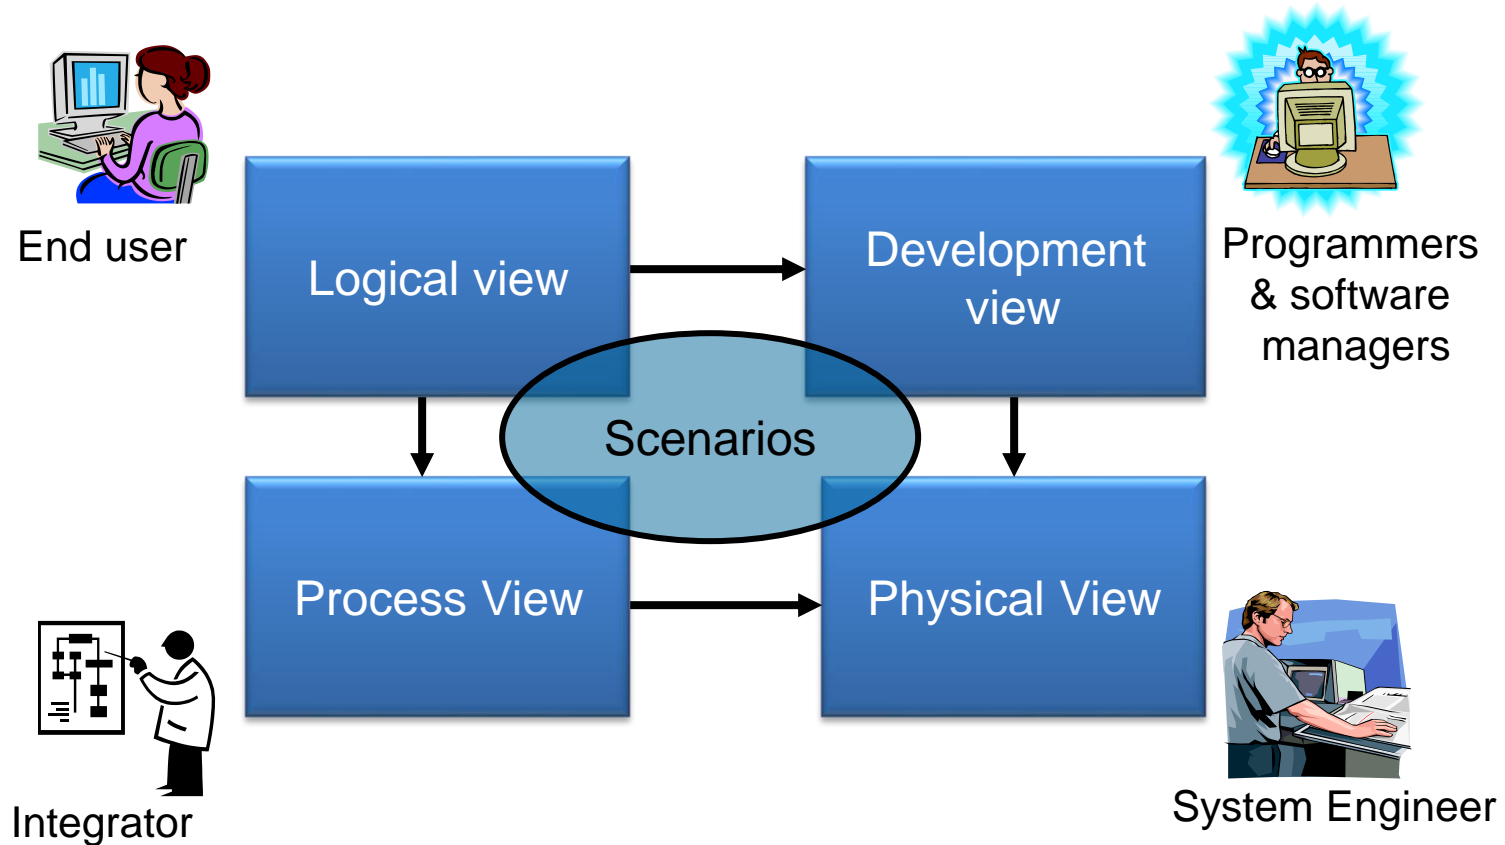 End user
Logical view
Development
view
Programmers
& software
managers
Scenarios
Process View
Physical View
Integrator
System Engineer